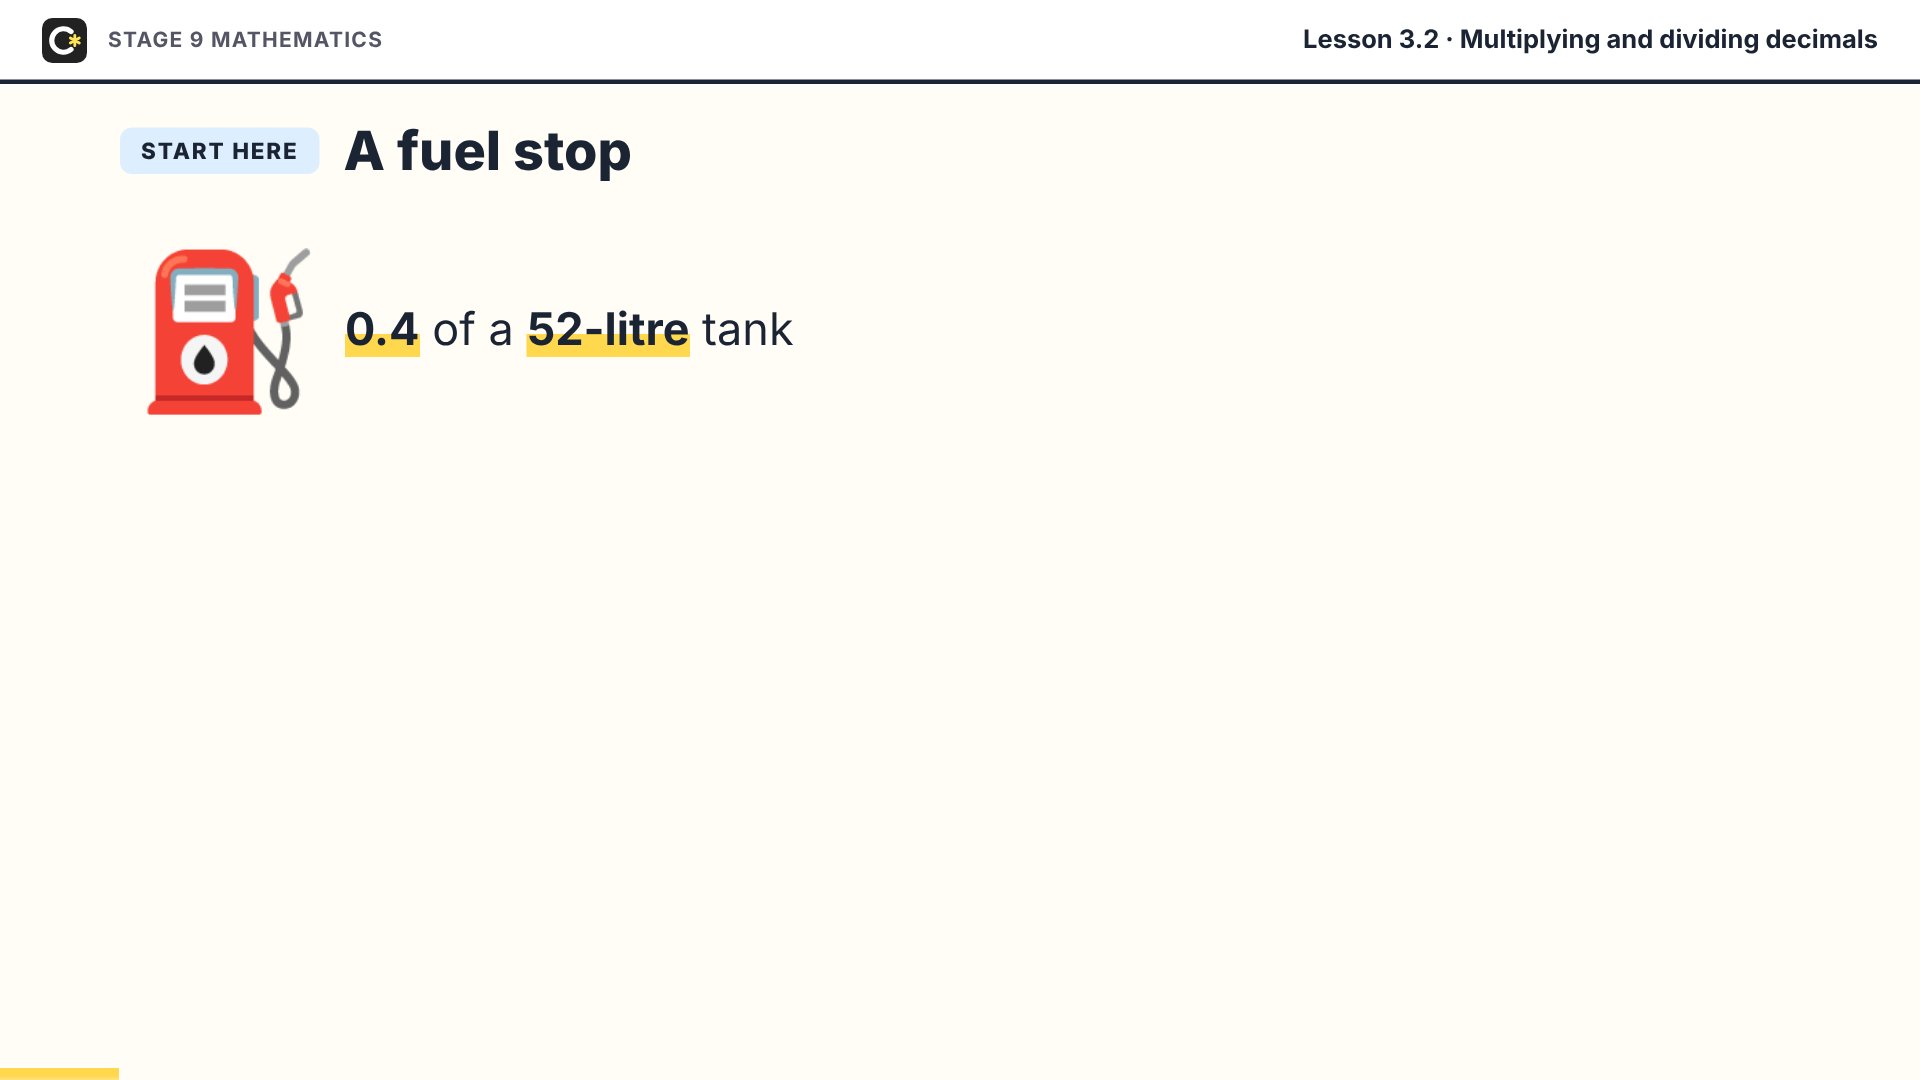 STAGE 9 MATHEMATICS
Lesson 3.2 · Multiplying and dividing decimals
START HERE
A fuel stop
0.4 of a 52-litre tank